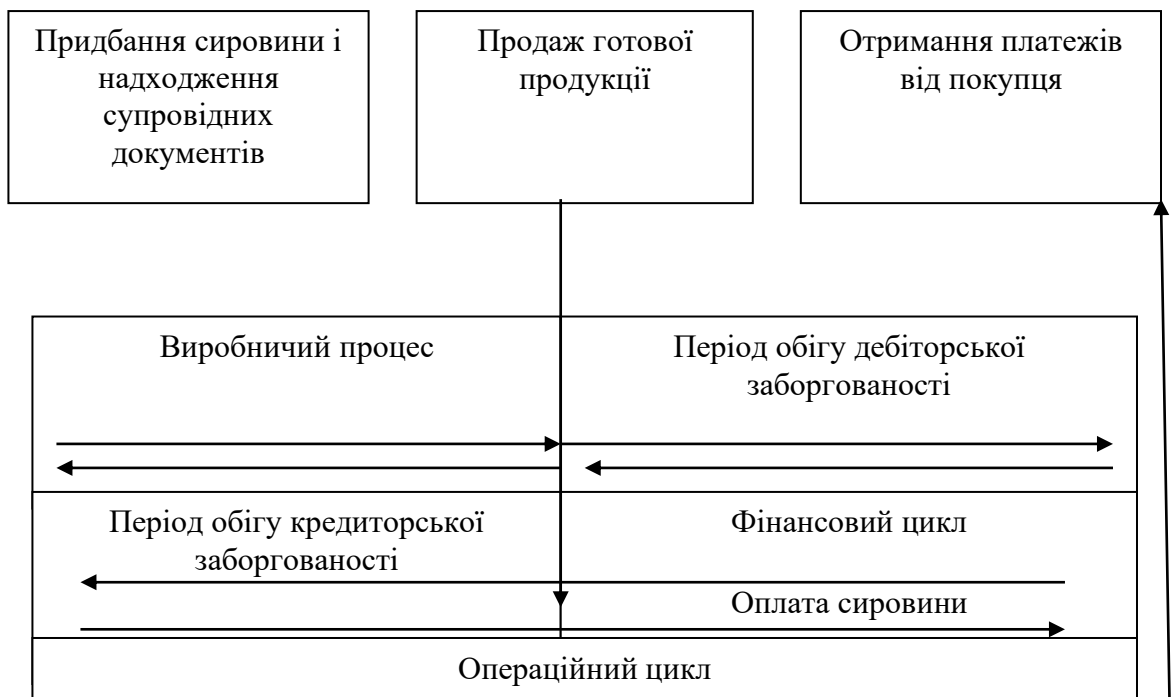 Придбання сировини і
надходження
супровідних
документів
Продаж готової
продукції
Отримання платежів
від покупця
Виробничий процес
Період обігу дебіторської
заборгованості
Період обігу кредиторської
заборгованості
Фінансовий цикл
Оплата сировини
Операційний цикл